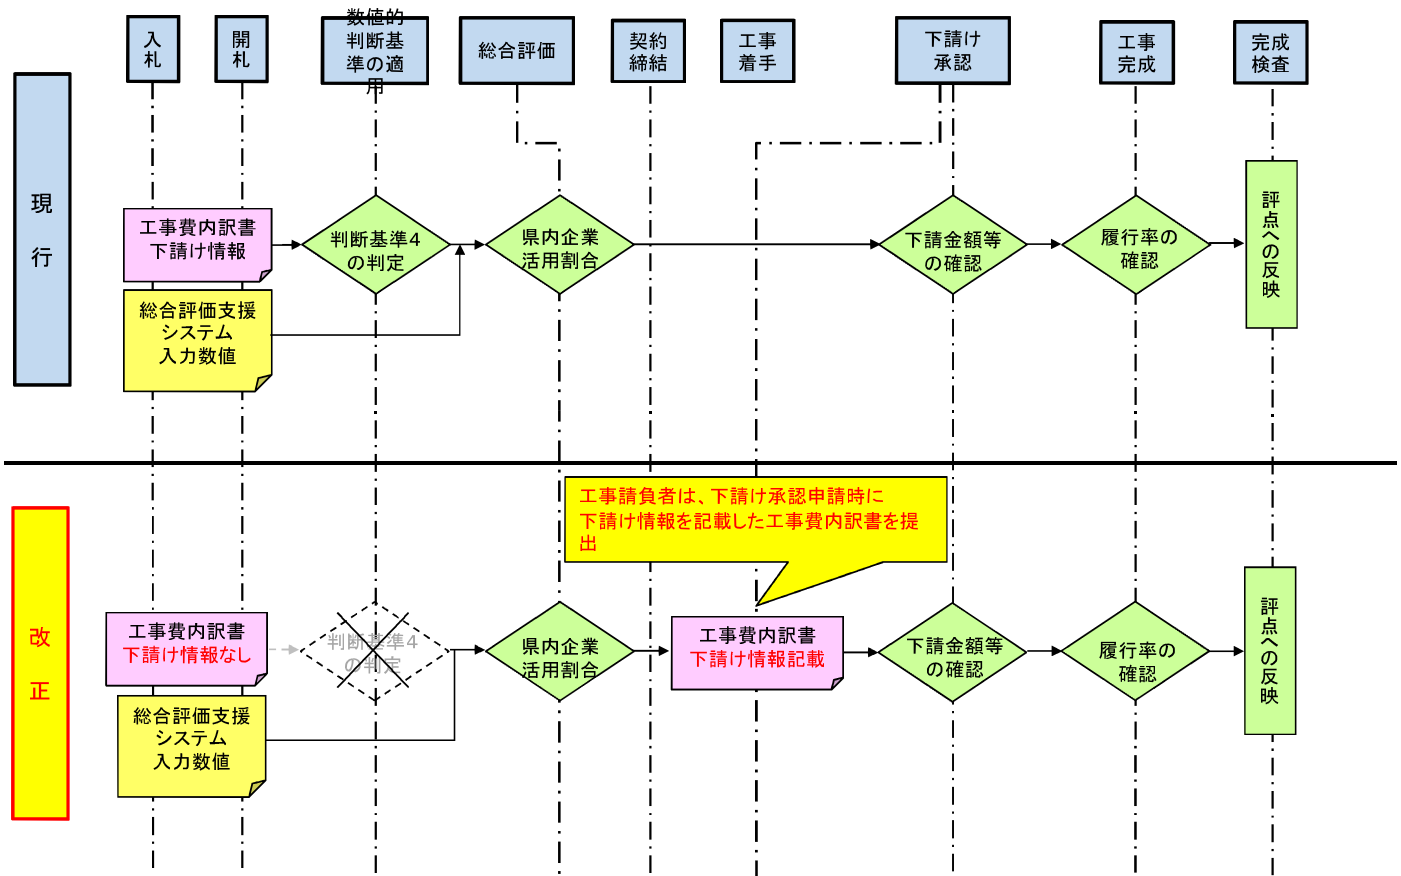 入
札
開
札
数値的
判断基
準の適
用
総合評価
契約
締結
工事
着手
下請け
承認
工事
完成
完成
検査
現
行
工事費内訳書
下請け情報
総合評価支援
システム
入力数値
判断基準4
の判定
県内企業
活用割合
下請金額等
の確認
履行率の
確認
評点への反映
改
正
工事請負者は、下請け承認申請時に
下請け情報を記載した工事費内訳書を提
出
工事費内訳書
下請け情報なし
総合評価支援
システム
入力数値
判断基準4
の判定
県内企業
活用割合
工事費内訳書
下請け情報記載
下請金額等
の確認
履行率の
確認
評点への反映